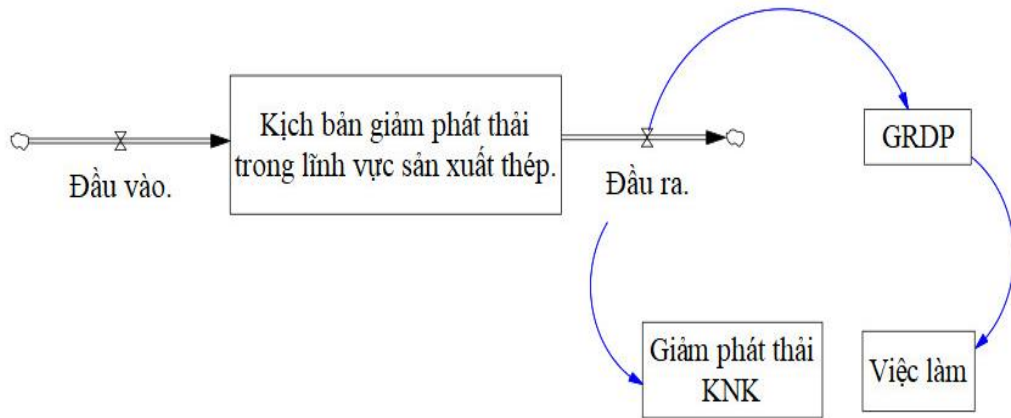 Kịch bản giảm phát thải
trong lĩnh vực sản xuất thép.
Đầu vào.
Đầu ra.
GRDP
Giảm phát thải
KNK
Việc làm